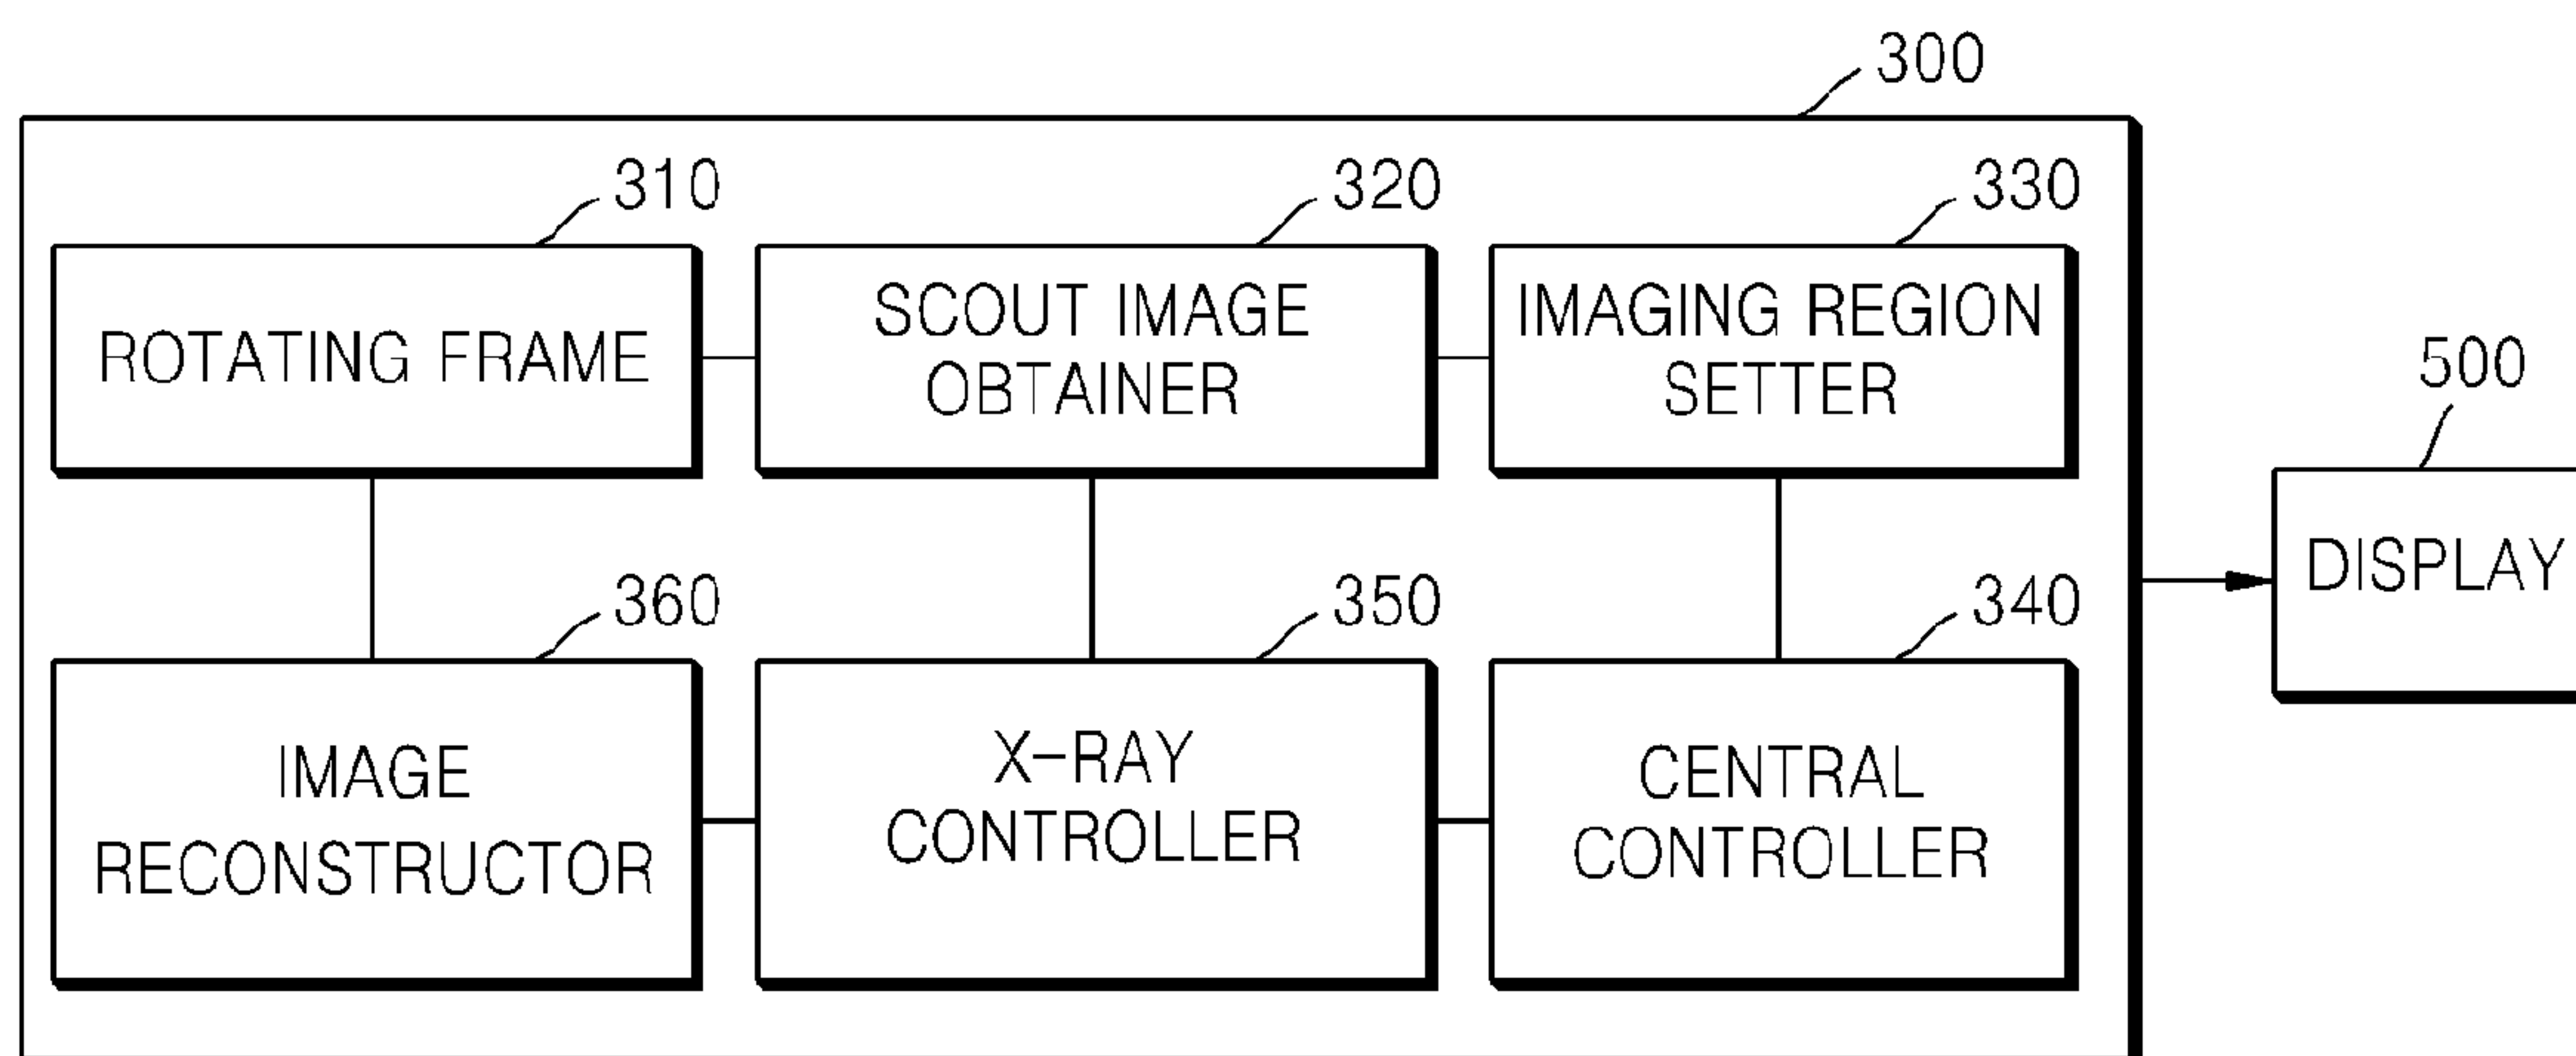 300
310
320
330
ROTATING FRAME
SCOUT IMAGE
OBTAINER
IMAGING REGION
SETTER
500
DISPLAY
360
350
340
IMAGE
RECONSTRUCTOR
X-RAY
CONTROLLER
CENTRAL
CONTROLLER